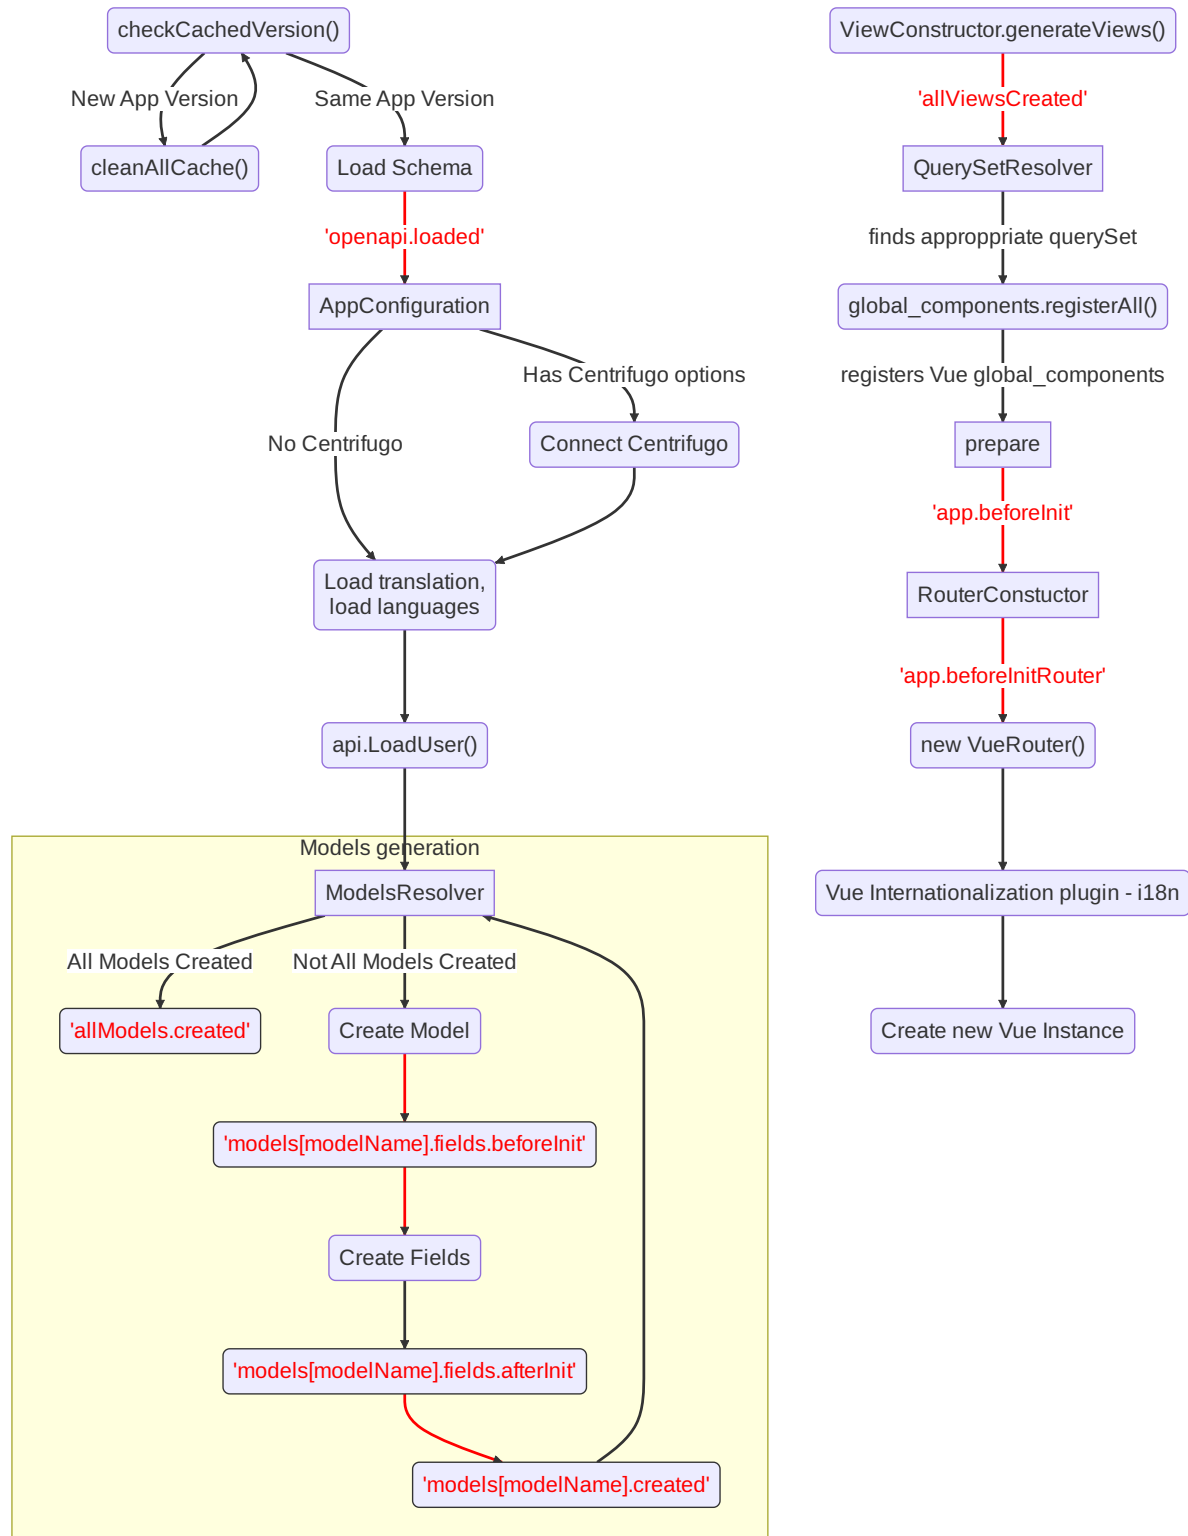 checkCachedVersion()
New App Version
Same App Version
cleanAllCache()
Load Schema
'openapi.loaded'
AppConfiguration
Has Centrifugo options
No Centrifugo
Connect Centrifugo
Load translation,
load languages
api.LoadUser()
Models generation
ModelsResolver
All Models Created
Not All Models Created
'allModels.created'
Create Model
'models[modelName].fields.beforeInit'
Create Fields
'models[modelName].fields.afterInit'
'models[modelName].created'
ViewConstructor.generateViews()
'allViewsCreated'
QuerySetResolver
finds approppriate querySet
global_components.registerAll()
registers Vue global_components
prepare
'app.beforeInit'
RouterConstuctor
'app.beforeInitRouter'
new VueRouter()
Vue Internationalization plugin - i18n
Create new Vue Instance